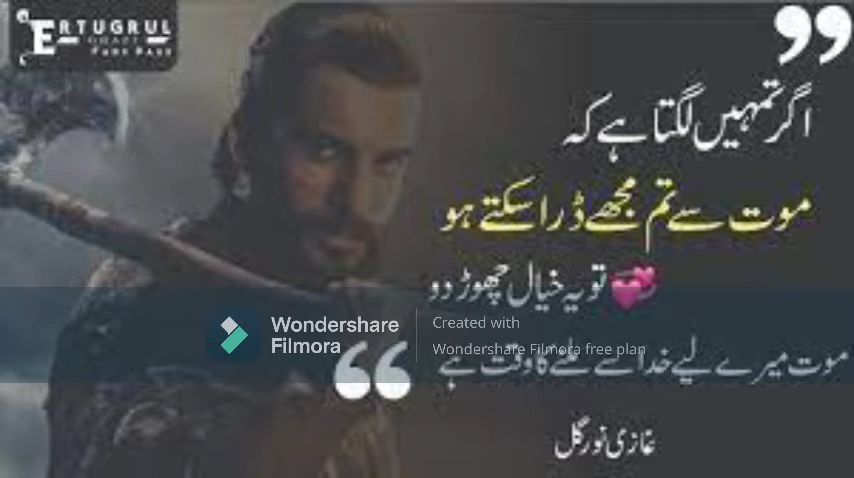 ERTUGRUL
اگر تمہیں لگتا ہے کہ
موت سے تم مجھے ڈرا سکتے ہو
تو یہ خیال چھوڑ دو
Wondershare
Filmora
Created with
Wondershare Filmora free plan
موت میرے لیے خدا سے ملنے کا وقت ہے
غازی نورگل